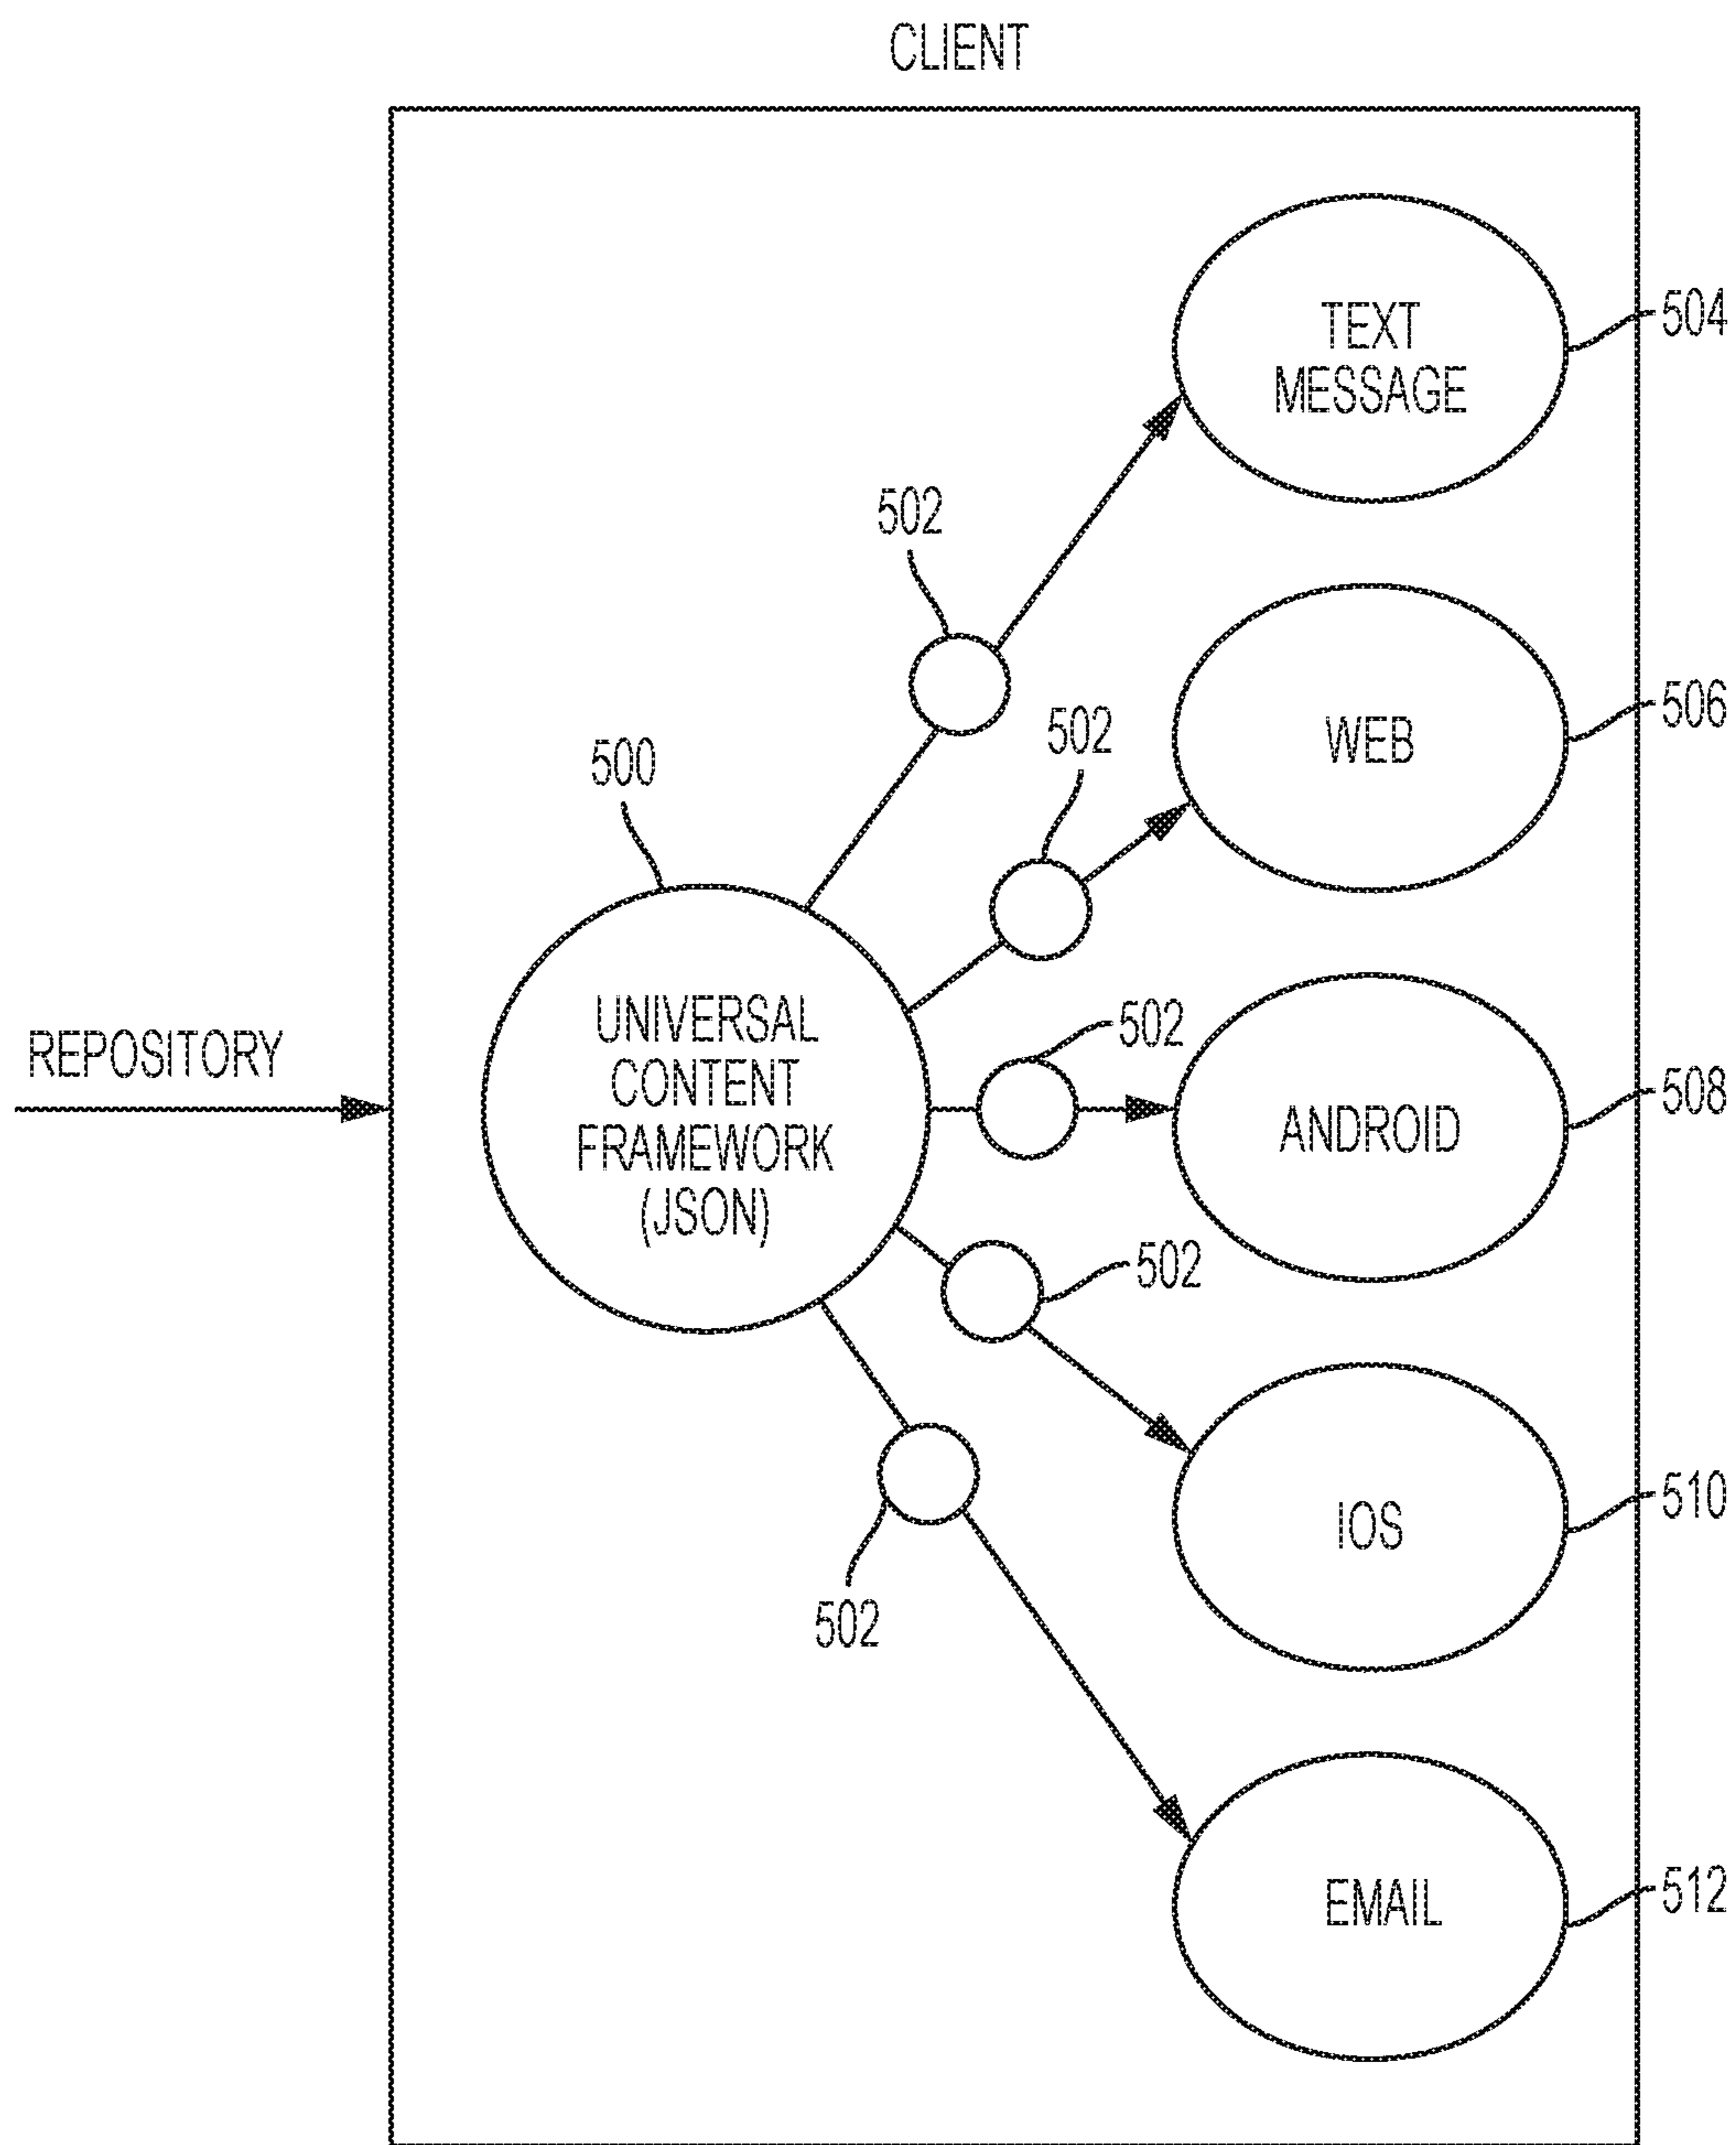 CLIENT
TEXT
MESSAGE
504
502
WEB
506
502
500
UNIVERSAL
CONTENT
FRAMEWORK
(JSON)
REPOSITORY
502
ANDROID
508
502
IOS
510
502
EMAIL
512